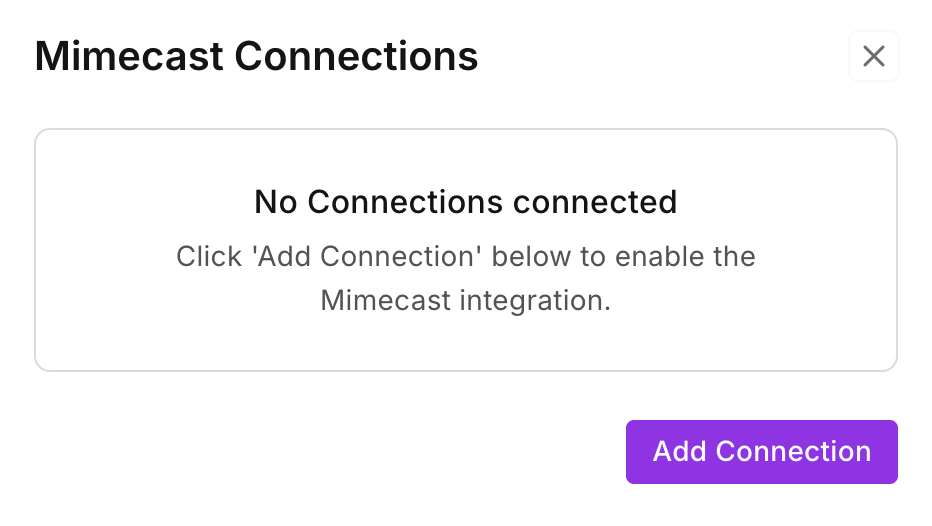 Mimecast Connections
No Connections connected
Click 'Add Connection' below to enable the
Mimecast integration.
Add Connection